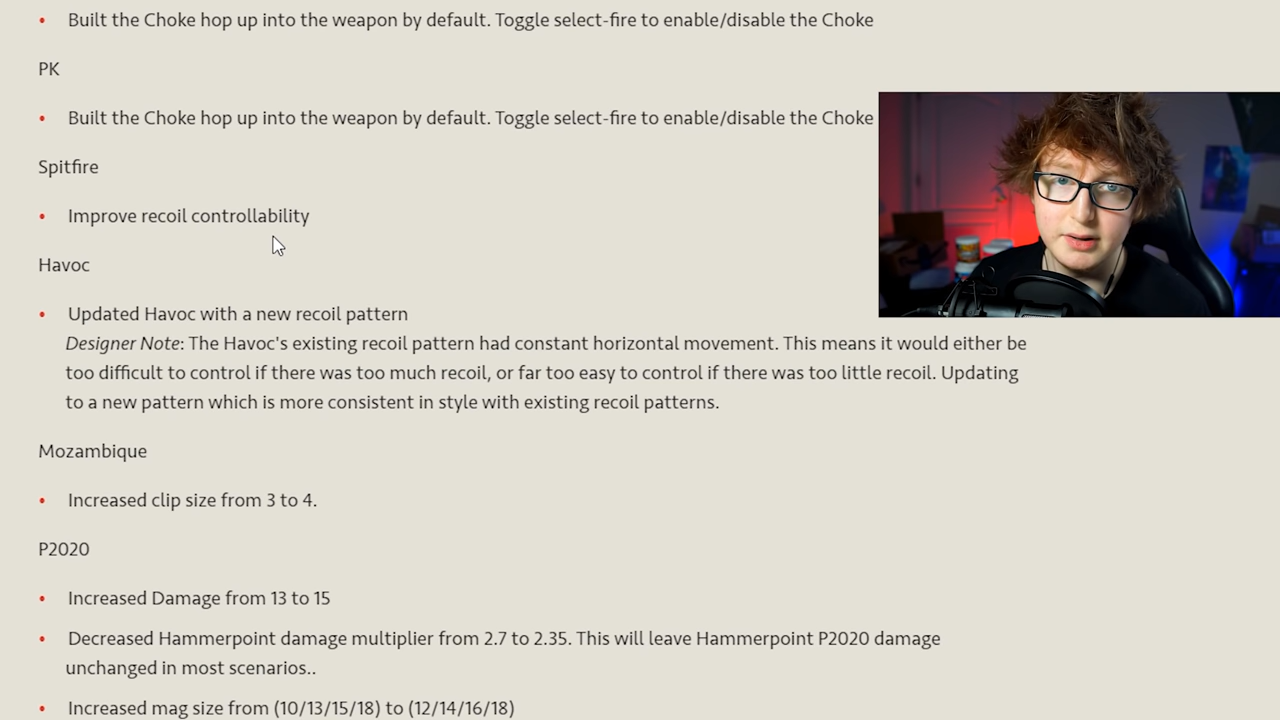 • Built the Choke hop up into the weapon by default. Toggle select-fire to enable/disable the Choke
PK
• Built the Choke hop up into the weapon by default. Toggle select-fire to enable/disable the Choke
Spitfire
• Improve recoil controllability
Havoc
• Updated Havoc with a new recoil pattern
Designer Note: The Havoc's existing recoil pattern had constant horizontal movement. This means it would either be
too difficult to control if there was too much recoil, or far too easy to control if there was too little recoil. Updating
to a new pattern which is more consistent in style with existing recoil patterns.
Mozambique
• Increased clip size from 3 to 4.
P2020
• Increased Damage from 13 to 15
• Decreased Hammerpoint damage multiplier from 2.7 to 2.35. This will leave Hammerpoint P2020 damage
unchanged in most scenarios..
• Increased mag size from (10/13/15/18) to (12/14/16/18)